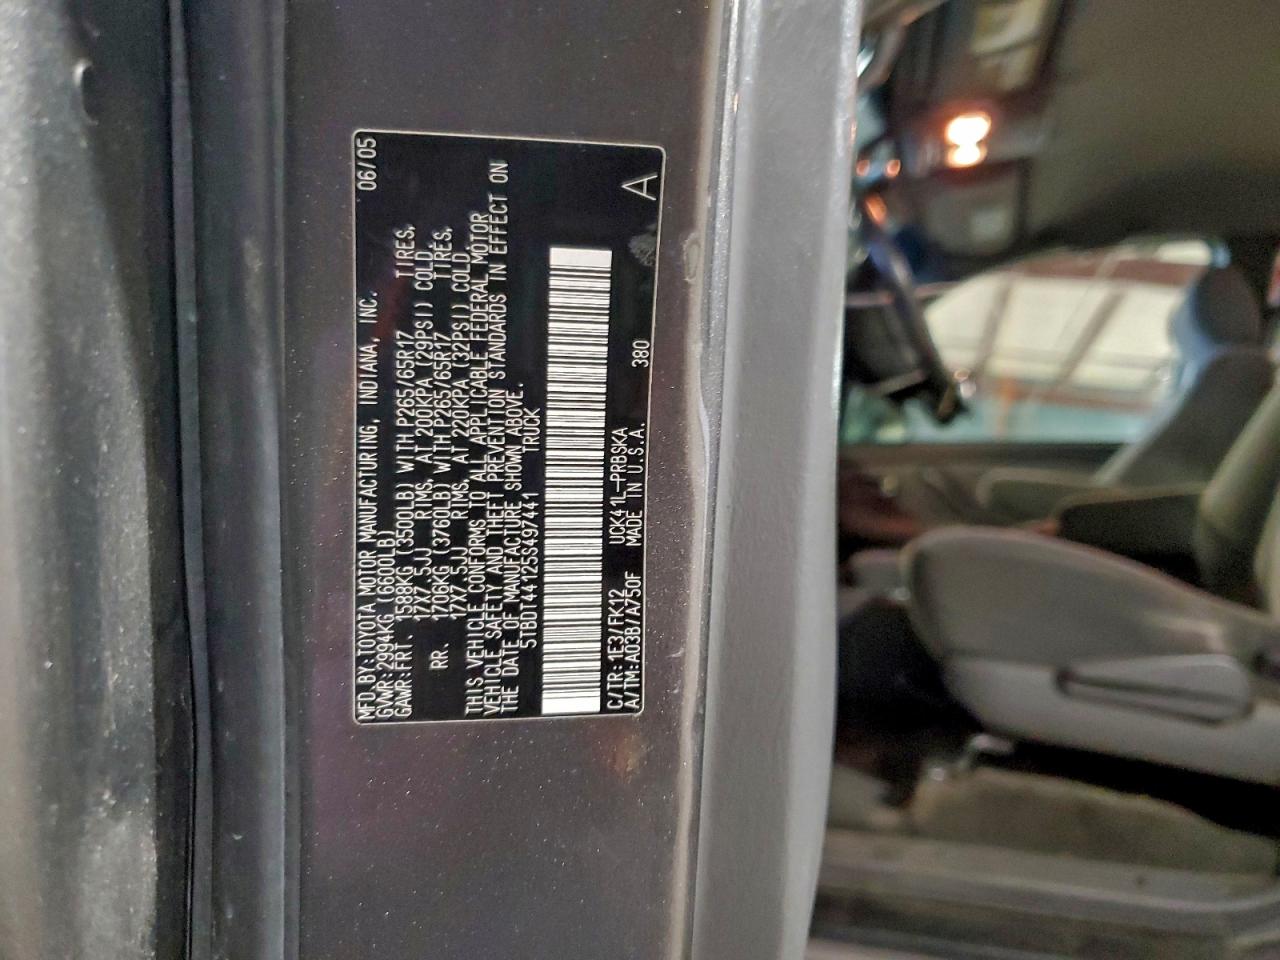 MFD.BY:TOYOTA MOTOR MANUFACTURING, INDIANA, INC. 06/05
GVWR:2994KG (6600LB)
GAWR:FRT. 1588KG (3500LB) WITH P265/65R17 TIRES,
17X7.5JJ RIMS, AT 200KPA (29PSI) COLD.
RR. 1706KG (3760LB) WITH P265/65R17 TIRES,
17X7.5JJ RIMS, AT 220KPA (32PSI) COLD.
THIS VEHICLE CONFORMS TO ALL APPLICABLE FEDERAL MOTOR
VEHICLE SAFETY AND THEFT PREVENTION STANDARDS IN EFFECT ON
THE DATE OF MANUFACTURE SHOWN ABOVE.
5TBDT44125S497441 TRUCK
C/TR:1E3/FK12 UCK41L-PRBSKA
A/TM:A03B/A750F MADE IN U.S.A. 380 A